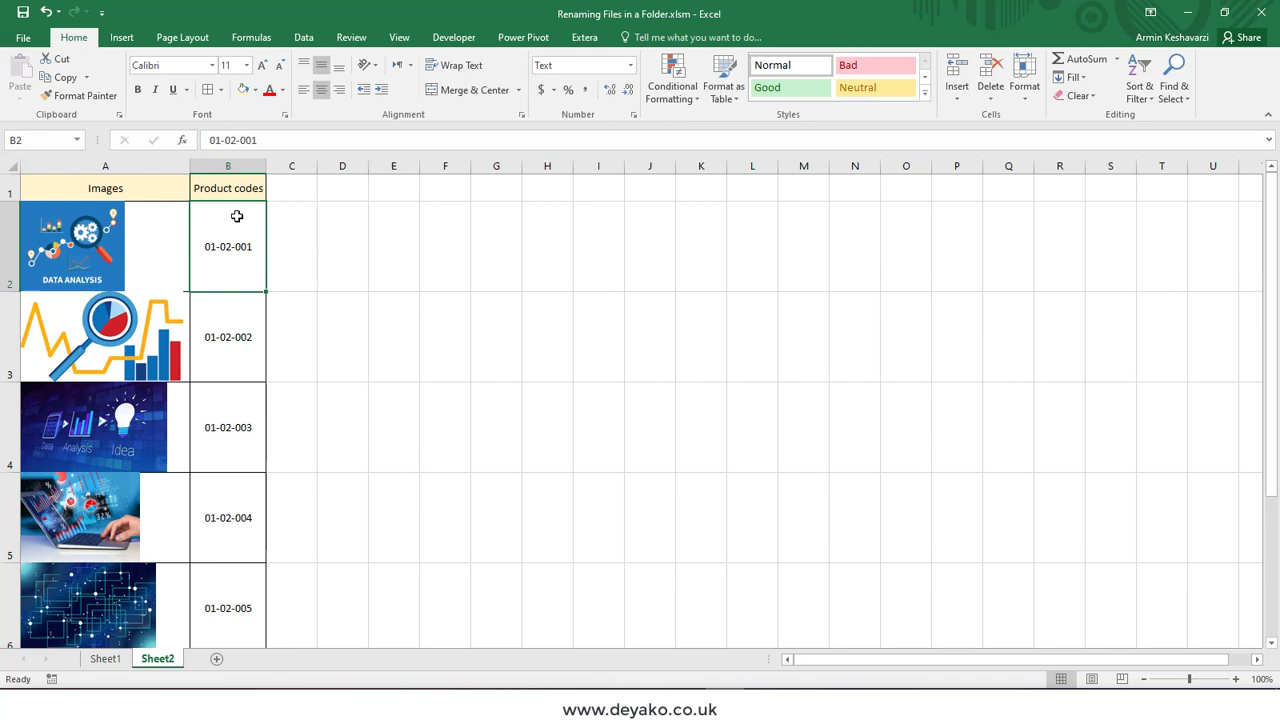 Renaming Files in a Folder.xlsm - Excel
File Home Insert Page Layout Formulas Data Review View Developer Power Pivot Extera Tell me what you want to do... Armin Keshavarzi Share
Paste
Cut
Copy
Format Painter
Clipboard
Calibri 11
B I U
Font
Wrap Text
Merge & Center
Alignment
Text
$ % ,
Number
Conditional Formatting
Format as Table
Normal Bad
Good Neutral
Styles
Insert Delete Format
Cells
AutoSum
Fill
Clear
Sort & Filter
Find & Select
Editing
B2 fx 01-02-001
A B C D E F G H I J K L M N O P Q R S T U
1 Images Product codes
DATA ANALYSIS
2 01-02-001
3 01-02-002
Data Analysis Idea
4 01-02-003
5 01-02-004
6 01-02-005
Sheet1 Sheet2
Ready 100%
www.deyako.co.uk